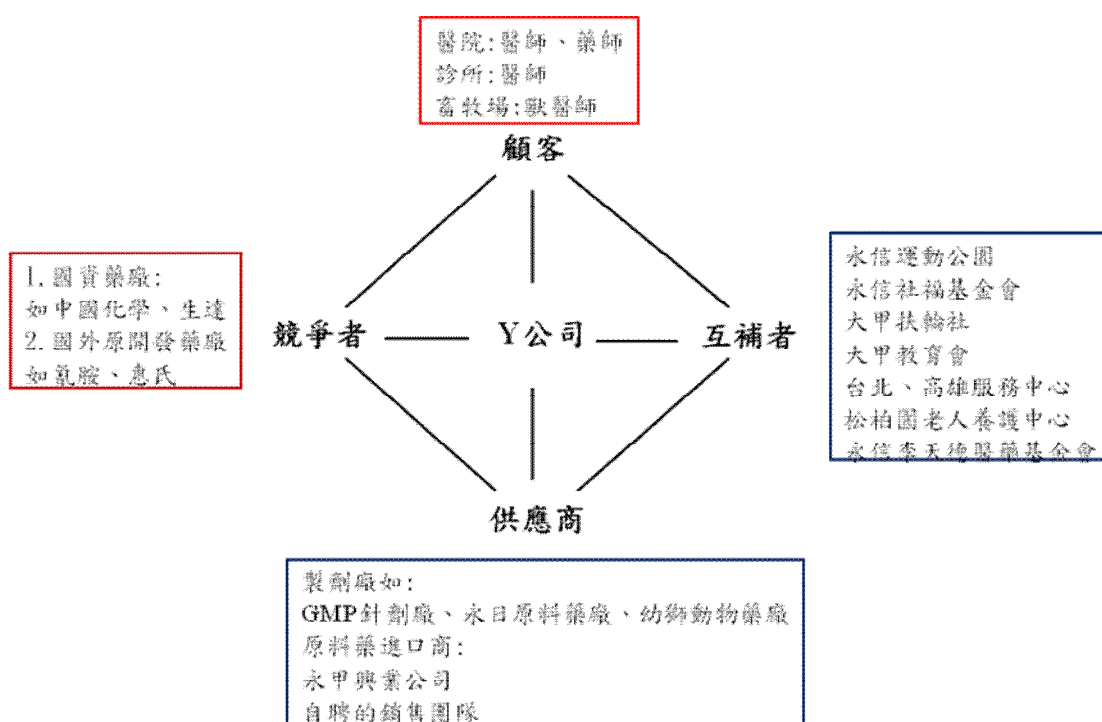 醫院:醫師、藥師
診所:醫師
畜牧場:獸醫師
顧客
1.國資藥廠:
如中國化學、生達
2.國外原開發藥廠
如氰胺、惠氏
競爭者
Y公司
互補者
永信運動公園
永信社福基金會
大甲扶輪社
大甲教育會
台北、高雄服務中心
松柏園老人養護中心
永信李天德醫藥基金會
供應商
製劑廠如:
GMP針劑廠、永日原料藥廠、幼獅動物藥廠
原料藥進口商:
永甲興業公司
自聘的銷售團隊